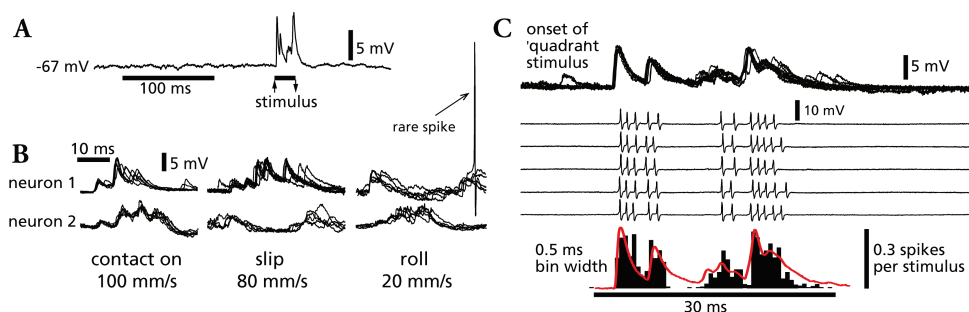 A
5 mV
-67 mV
100 ms
stimulus
rare spike
B
10 ms
5 mV
neuron 1
neuron 2
contact on
100 mm/s
slip
80 mm/s
roll
20 mm/s
C
onset of
'quadrant
stimulus
5 mV
10 mV
0.5 ms
bin width
0.3 spikes
per stimulus
30 ms